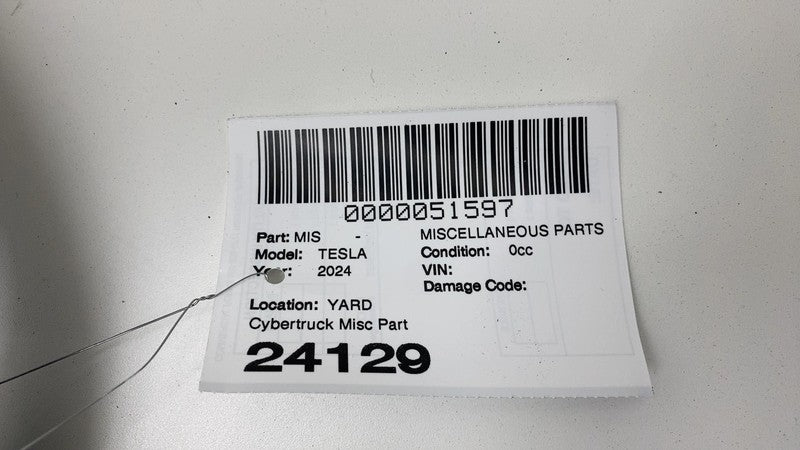 0000051597
Part: MIS - MISCELLANEOUS PARTS
Model: TESLA Condition: 0cc
Year: 2024 VIN:
Damage Code:
Location: YARD
Cybertruck Misc Part
24129